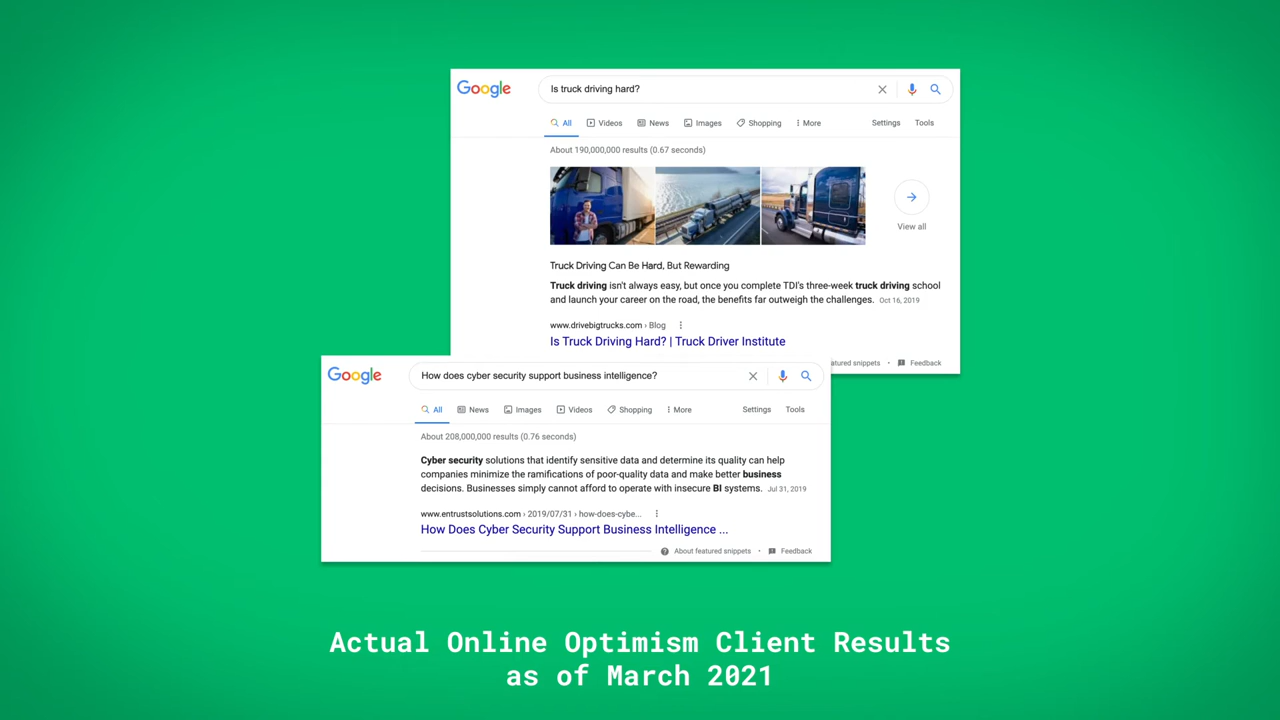 Google
Is truck driving hard?
All Videos News Images Shopping More Settings Tools
About 190,000,000 results (0.67 seconds)
View all
Truck Driving Can Be Hard, But Rewarding
Truck driving isn't always easy, but once you complete TDI's three-week truck driving school
and launch your career on the road, the benefits far outweigh the challenges. Oct 16, 2019
www.drivebigtrucks.com › Blog
Is Truck Driving Hard? | Truck Driver Institute
atured snippets • Feedback
Google
How does cyber security support business intelligence?
All News Images Videos Shopping More Settings Tools
About 208,000,000 results (0.76 seconds)
Cyber security solutions that identify sensitive data and determine its quality can help
companies minimize the ramifications of poor-quality data and make better business
decisions. Businesses simply cannot afford to operate with insecure BI systems. Jul 31, 2019
www.entrustsolutions.com › 2019/07/31 › how-does-cybe...
How Does Cyber Security Support Business Intelligence ...
About featured snippets • Feedback
Actual Online Optimism Client Results
as of March 2021